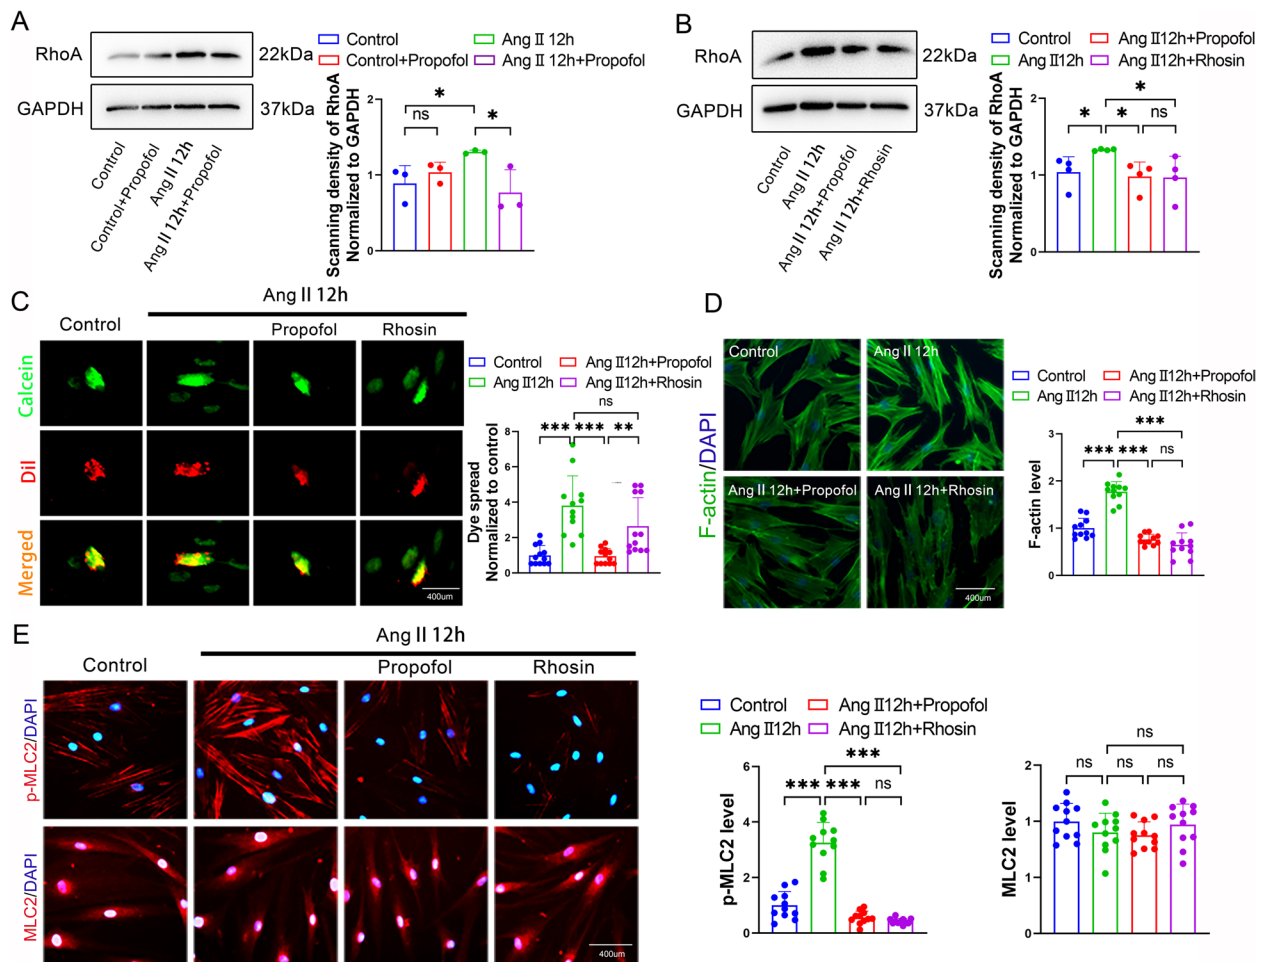 A
RhoA
22kDa
GAPDH
37kDa
Control
Control+Propofol
Ang II 12h
Ang II 12h+Propofol
Control
Ang II 12h
Control+Propofol
Ang II 12h+Propofol
Scanning density of RhoA
Normalized to GAPDH
2
1
0
*
ns
*
B
RhoA
22kDa
GAPDH
37kDa
Control
Ang II 12h
Ang II 12h+Propofol
Ang II 12h+Rhosin
Control
Ang II12h+Propofol
Ang II12h
Ang II12h+Rhosin
Scanning density of RhoA
Normalized to GAPDH
2
1
0
*
*
*
ns
C
Ang II 12h
Control
Propofol
Rhosin
Calcein
Dil
Merged
400um
Control
Ang II12h+Propofol
Ang II12h
Ang II12h+Rhosin
Dye spread
Normalized to control
8
6
4
2
0
ns
*** *** **
D
F-actin/DAPI
Control
Ang II 12h
Ang II 12h+Propofol
Ang II 12h+Rhosin
400um
Control
Ang II12h+Propofol
Ang II12h
Ang II12h+Rhosin
F-actin level
3
2
1
0
***
*** *** ns
E
Ang II 12h
Control
Propofol
Rhosin
p-MLC2/DAPI
MLC2/DAPI
400um
Control
Ang II12h+Propofol
Ang II12h
Ang II12h+Rhosin
p-MLC2 level
6
4
2
0
***
*** *** ns
MLC2 level
2
1
1
0
ns
ns ns ns